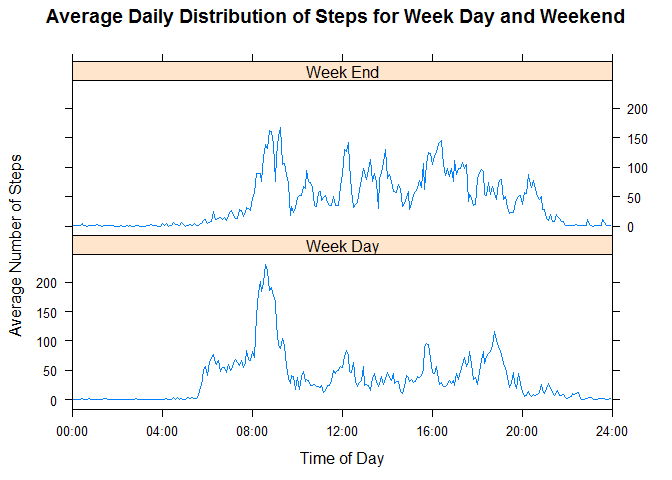 Average Daily Distribution of Steps for Week Day and Weekend
Week End
200
150
100
50
0
Week Day
200
150
100
50
0
Average Number of Steps
00:00 04:00 08:00 12:00 16:00 20:00 24:00
Time of Day